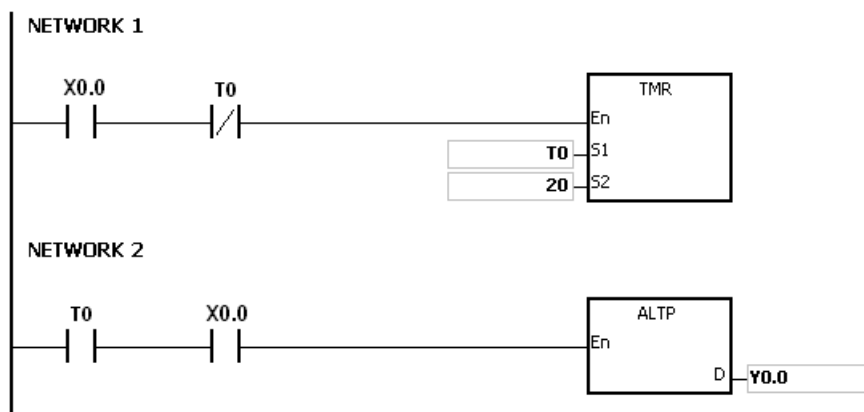 NETWORK 1
X0.0 T0
TMR
En
T0 S1
20 S2
NETWORK 2
T0 X0.0
ALTP
En
D Y0.0